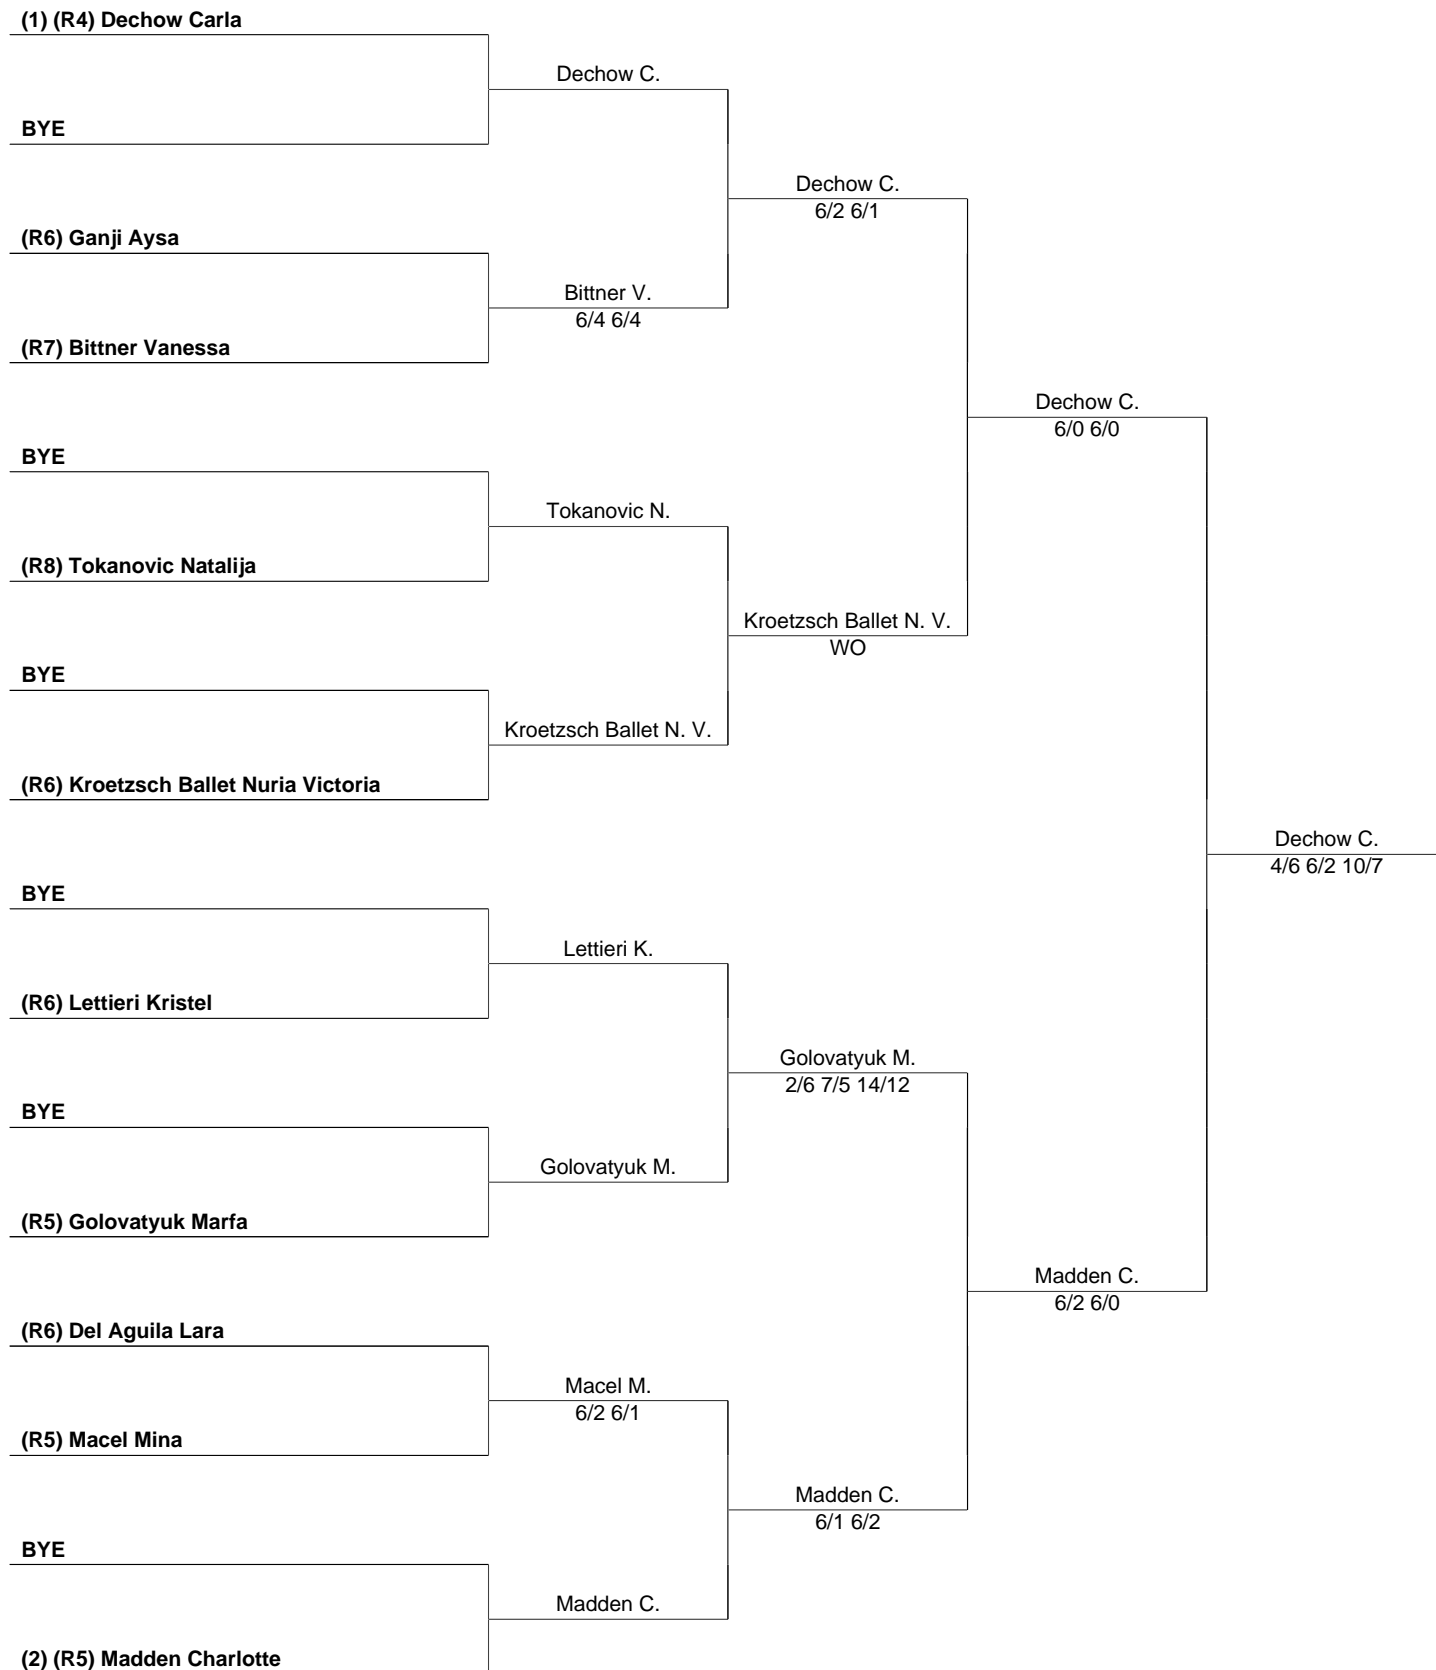 (1) (R4) Dechow Carla
Dechow C.
BYE
Dechow C.
6/2 6/1
(R6) Ganji Aysa
Bittner V.
6/4 6/4
(R7) Bittner Vanessa
Dechow C.
6/0 6/0
BYE
Tokanovic N.
(R8) Tokanovic Natalija
Kroetzsch Ballet N. V.
WO
BYE
Kroetzsch Ballet N. V.
(R6) Kroetzsch Ballet Nuria Victoria
Dechow C.
4/6 6/2 10/7
BYE
Lettieri K.
(R6) Lettieri Kristel
Golovatyuk M.
2/6 7/5 14/12
BYE
Golovatyuk M.
(R5) Golovatyuk Marfa
Madden C.
6/2 6/0
(R6) Del Aguila Lara
Macel M.
6/2 6/1
(R5) Macel Mina
Madden C.
6/1 6/2
BYE
Madden C.
(2) (R5) Madden Charlotte